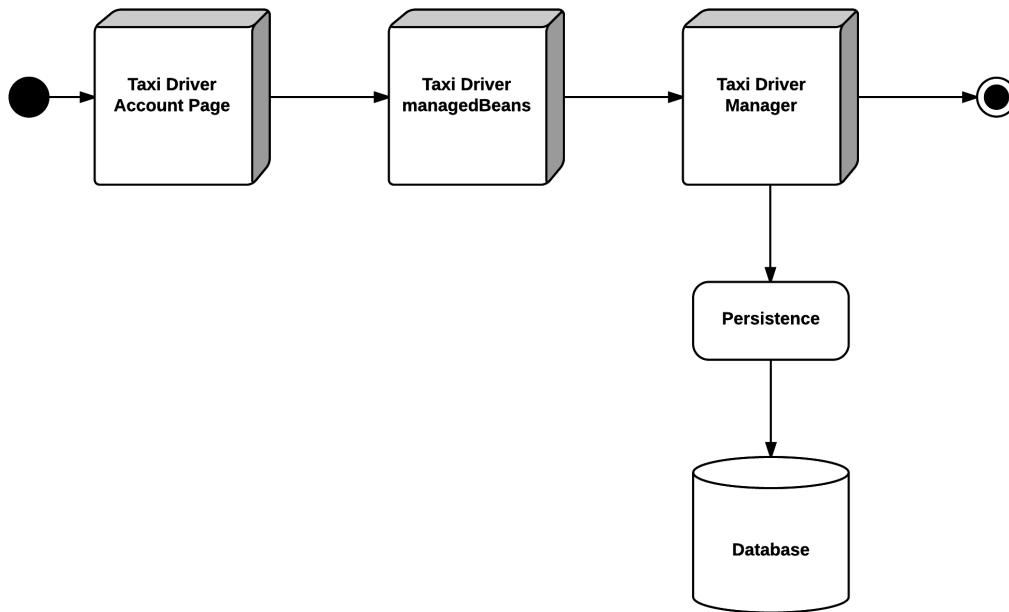 Taxi Driver
Account Page
Taxi Driver
managedBeans
Taxi Driver
Manager
Persistence
Database